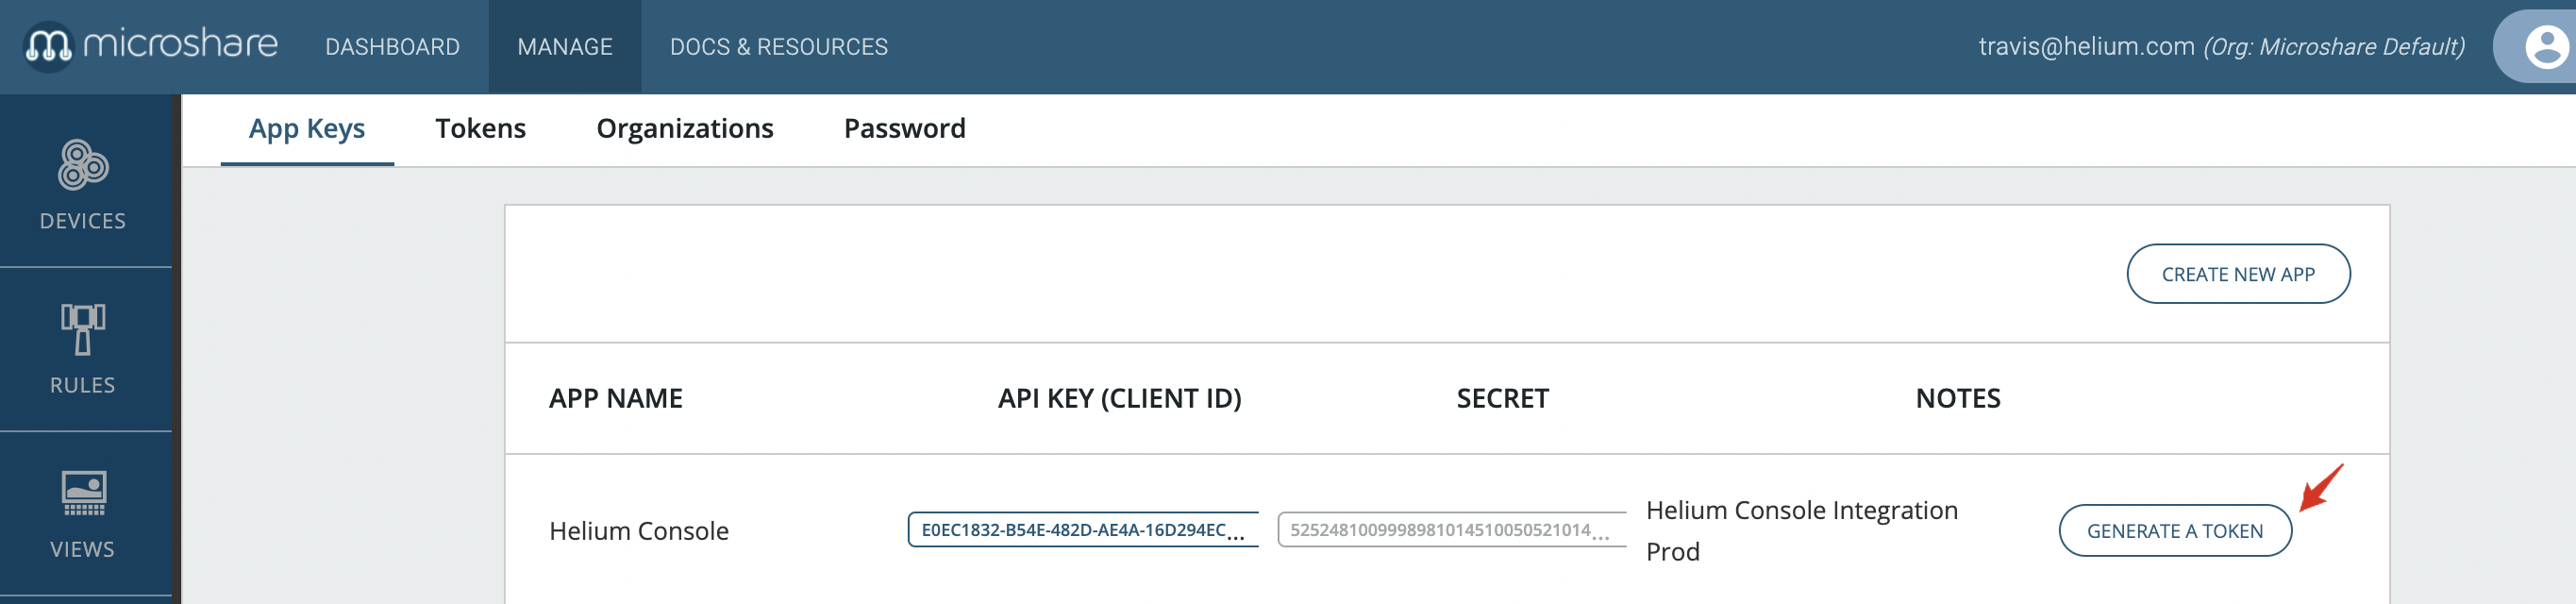 microshare DASHBOARD MANAGE DOCS & RESOURCES travis@helium.com (Org: Microshare Default)
App Keys Tokens Organizations Password
DEVICES
RULES
VIEWS
CREATE NEW APP
APP NAME API KEY (CLIENT ID) SECRET NOTES
Helium Console E0EC1832-B54E-482D-AE4A-16D294EC... 52524810099989810145100505210​14... Helium Console Integration
Prod
GENERATE A TOKEN